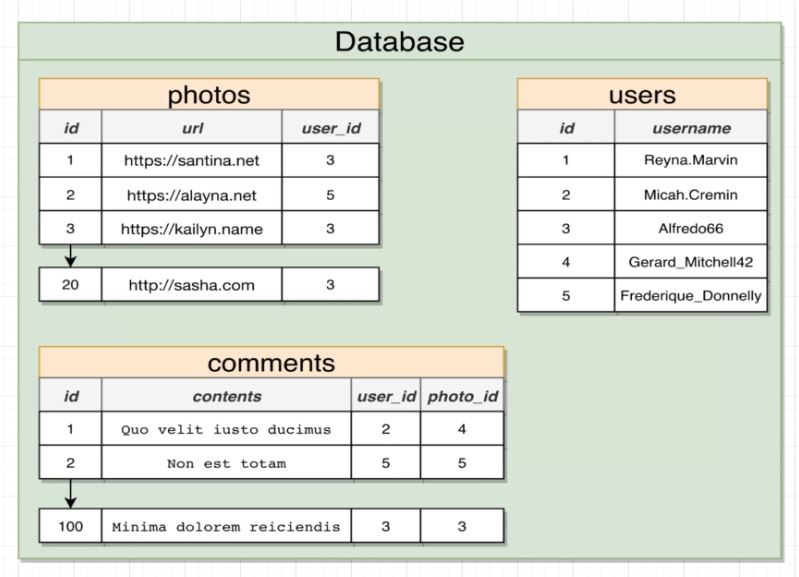 Database
photos
id url user_id
1 https://santina.net 3
2 https://alayna.net 5
3 https://kailyn.name 3
20 http://sasha.com 3
users
id username
1 Reyna.Marvin
2 Micah.Cremin
3 Alfredo66
4 Gerard_Mitchell42
5 Frederique_Donnelly
comments
id contents user_id photo_id
1 Quo velit iusto ducimus 2 4
2 Non est totam 5 5
100 Minima dolorem reiciendis 3 3